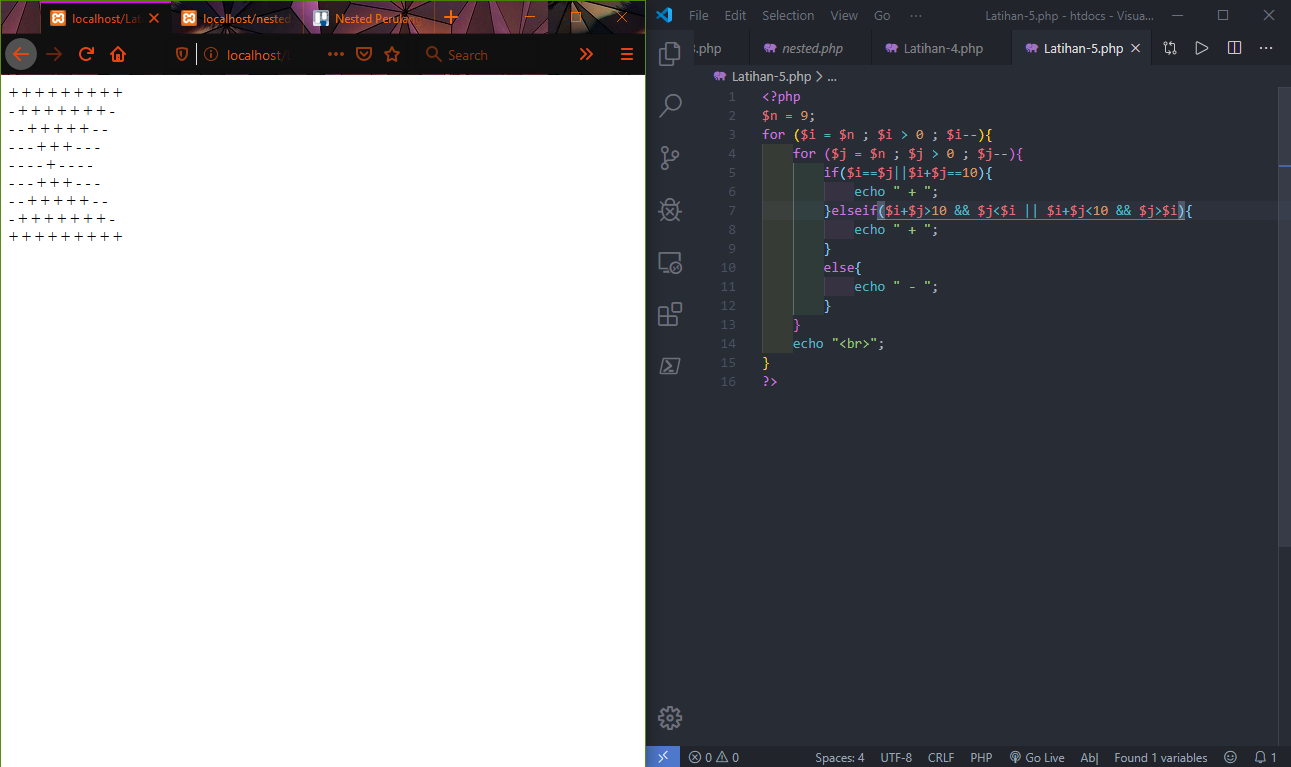 localhost/Lat
localhost/nested
Nested Perulang
localhost/L
Search
+ + + + + + + + +
- + + + + + + + -
- - + + + + + - -
- - - + + + - - -
- - - - + - - - -
- - - + + + - - -
- - + + + + + - -
- + + + + + + + -
+ + + + + + + + +
File Edit Selection View Go ··· Latihan-5.php - htdocs - Visua...
3.php nested.php Latihan-4.php Latihan-5.php
Latihan-5.php > ...
1 <?php
2 $n = 9;
3 for ($i = $n ; $i > 0 ; $i--){
4 for ($j = $n ; $j > 0 ; $j--){
5 if($i==$j||$i+$j==10){
6 echo " + ";
7 }elseif($i+$j>10 && $j<$i || $i+$j<10 && $j>$i){
8 echo " + ";
9 }
10 else{
11 echo " - ";
12 }
13 }
14 echo "<br>";
15 }
16 ?>
0 0 Spaces: 4 UTF-8 CRLF PHP Go Live Ab| Found 1 variables 1